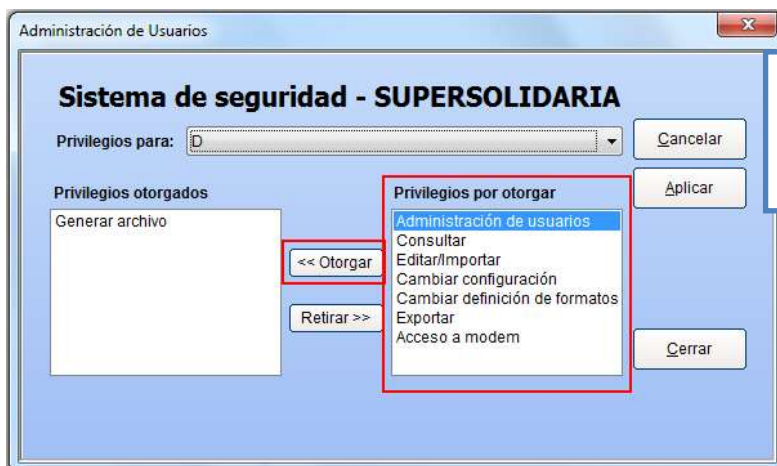 Administración de Usuarios
Sistema de seguridad - SUPERSOLIDARIA
Privilegios para: D
Cancelar
Aplicar
Privilegios otorgados
Generar archivo
<< Otorgar
Retirar >>
Privilegios por otorgar
Administración de usuarios
Consultar
Editar/Importar
Cambiar configuración
Cambiar definición de formatos
Exportar
Acceso a modem
Cerrar